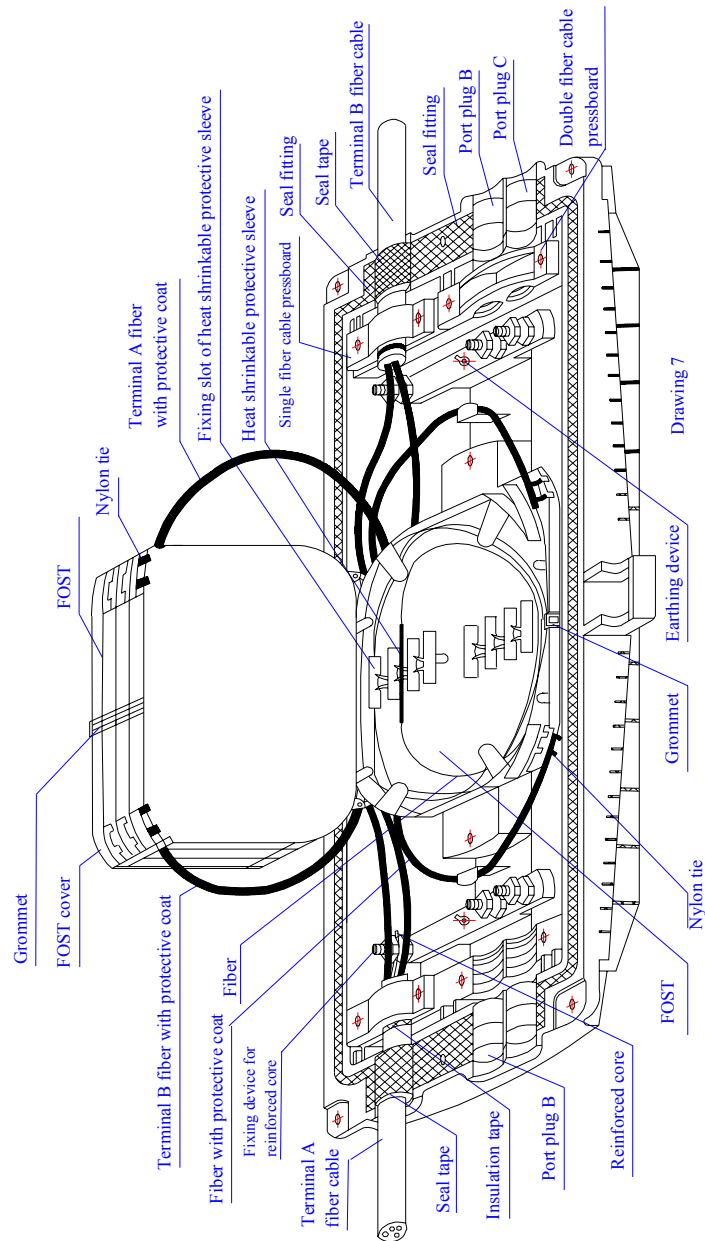 Grommet
FOST cover
Terminal B fiber with protective coat
Fiber with protective coat
Fixing device for
reinforced core
Terminal A
fiber cable
Fiber
FOST
Nylon tie
Terminal A fiber
with protective coat
Fixing slot of heat shrinkable protective sleeve
Heat shrinkable protective sleeve
Single fiber cable pressboard
Seal fitting
Seal tape
Terminal B fiber cable
Seal fitting
Port plug B
Port plug C
Double fiber cable
pressboard
Seal tape
Insulation tape
Port plug B
Reinforced core
FOST
Nylon tie
Grommet
Earthing device
Drawing 7